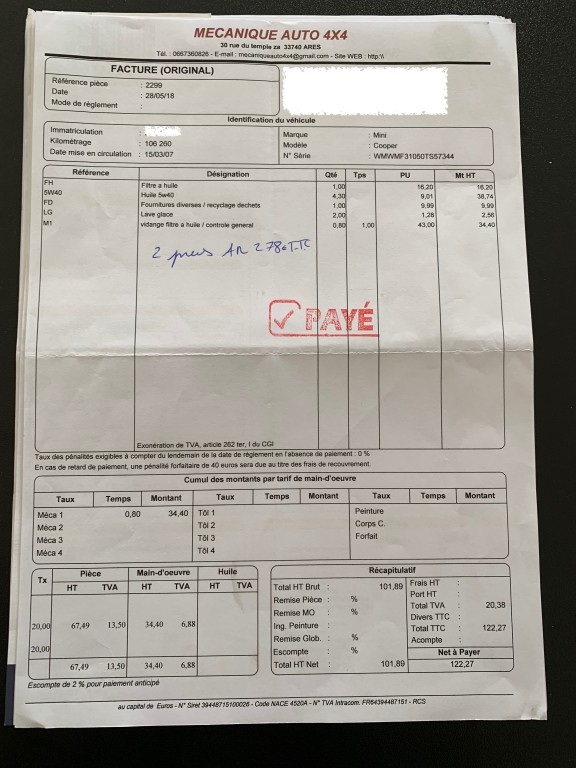 MECANIQUE AUTO 4X4
30 rue du temple za 33740 ARES
Tél. : 0667360826 - E-mail : mecaniqueauto4x4@gmail.com - Site WEB : http:\\
FACTURE (ORIGINAL)
Référence pièce : 2299
Date : 28/05/18
Mode de règlement :
Identification du véhicule
Immatriculation :
Kilométrage : 106 260
Date mise en circulation : 15/03/07
Marque : Mini
Modèle : Cooper
N° Série : WMWMF31050TS57344
Référence Désignation Qté Tps PU Mt HT
FH Filtre a huile 1,00 16,20 16,20
5W40 Huile 5w40 4,30 9,01 38,74
FD Fournitures diverses / recyclage dechets 1,00 9,99 9,99
LG Lave glace 2,00 1,28 2,56
M1 vidange filtre a huile / controle general 0,80 1,00 43,00 34,40
2 pneus AR 278 T.TC
PAYÉ
Exonération de TVA, article 262 ter, I du CGI
Taux des pénalités exigibles à compter du lendemain de la date de règlement en l'absence de paiement : 0 %
En cas de retard de paiement, une pénalité forfaitaire de 40 euros sera due au titre des frais de recouvrement.
Cumul des montants par tarif de main-d'oeuvre
Taux Temps Montant Taux Temps Montant Taux Temps Montant
Méca 1 0,80 34,40 Tôl 1 Peinture
Méca 2 Tôl 2 Corps C.
Méca 3 Tôl 3 Forfait
Méca 4 Tôl 4
Tx Pièce Main-d'oeuvre Huile
HT TVA HT TVA HT TVA
20,00 67,49 13,50 34,40 6,88
20,00
67,49 13,50 34,40 6,88
Escompte de 2 % pour paiement anticipé
Récapitulatif
Total HT Brut : 101,89
Remise Pièce : %
Remise MO : %
Ing. Peinture :
Remise Glob. : %
Escompte : %
Total HT Net : 101,89
Frais HT :
Port HT :
Total TVA : 20,38
Divers TTC :
Total TTC : 122,27
Acompte :
Net à Payer
122,27
au capital de Euros - N° Siret 39448715100026 - Code NACE 4520A - N° TVA Intracom: FR64394487151 - RCS